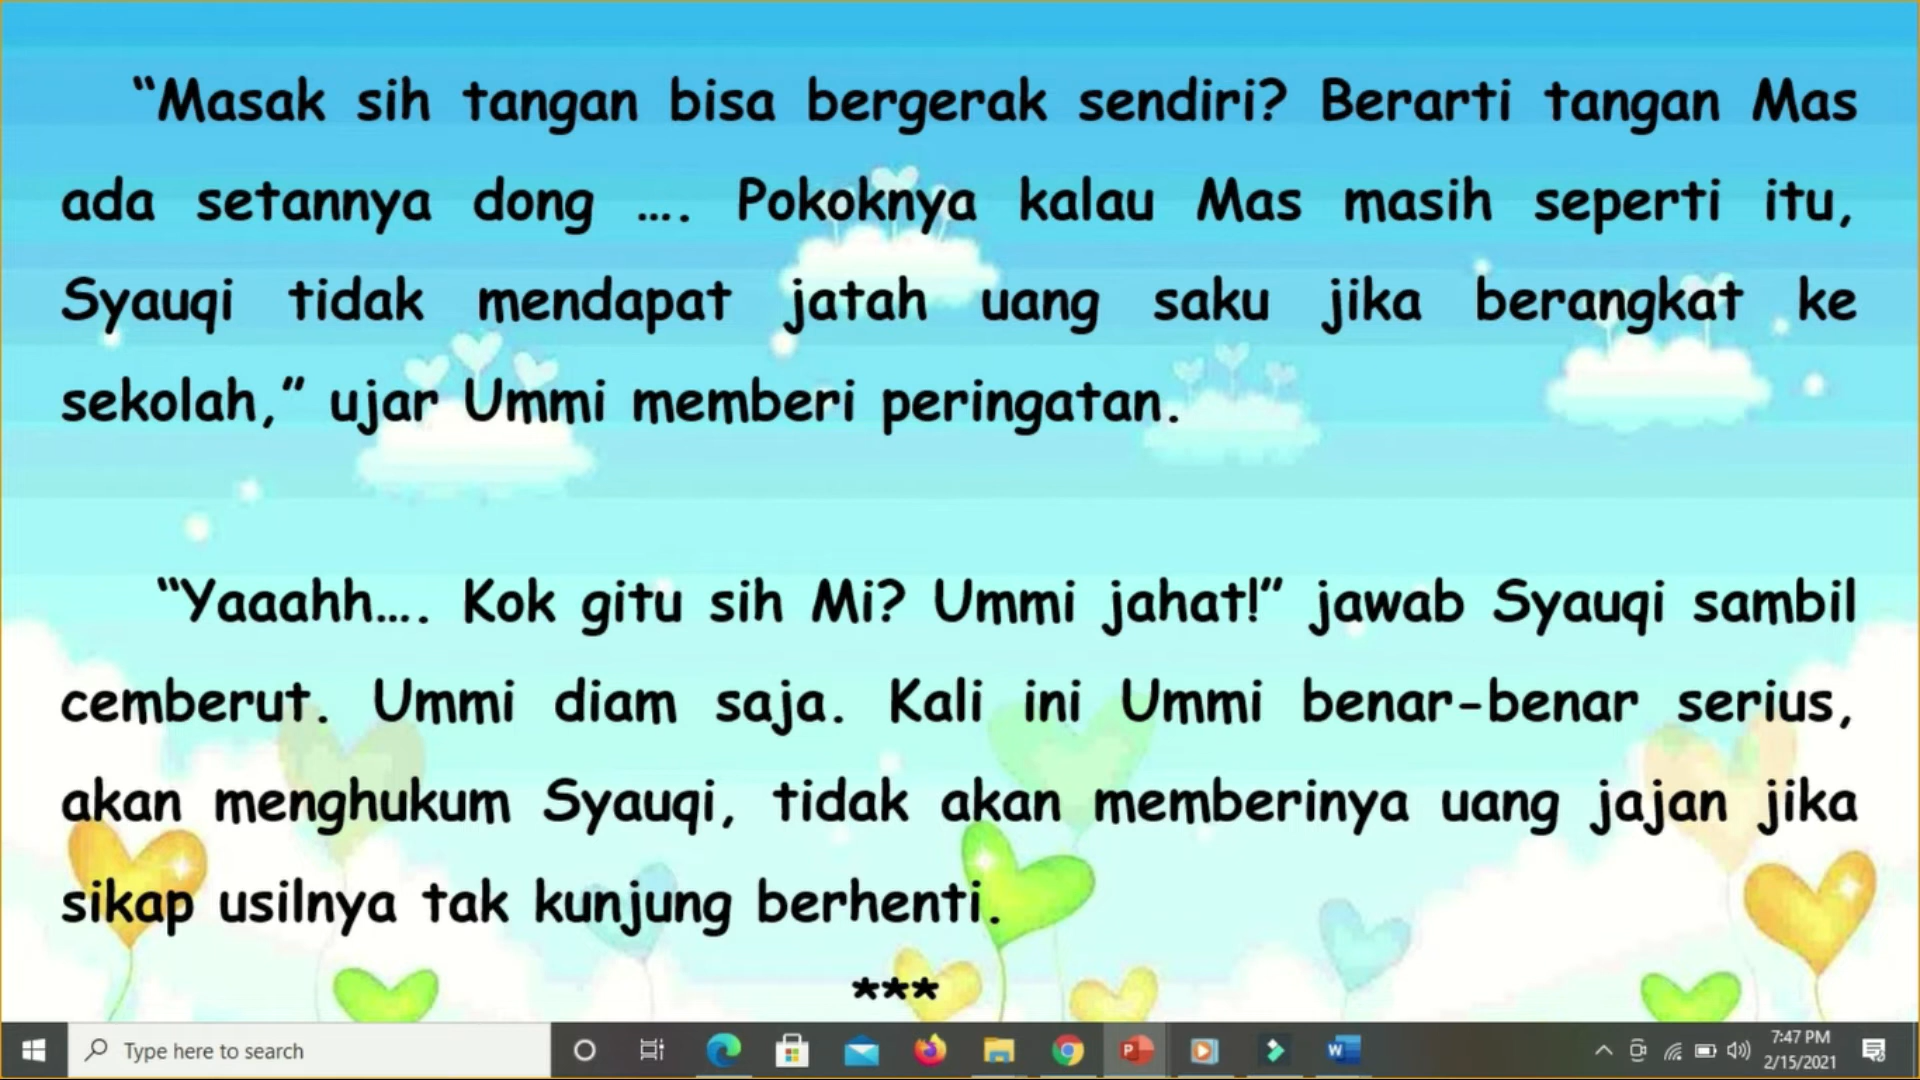 “Masak sih tangan bisa bergerak sendiri? Berarti tangan Mas
ada setannya dong .... Pokoknya kalau Mas masih seperti itu,
Syauqi tidak mendapat jatah uang saku jika berangkat ke
sekolah,” ujar Ummi memberi peringatan.
“Yaaahh.... Kok gitu sih Mi? Ummi jahat!” jawab Syauqi sambil
cemberut. Ummi diam saja. Kali ini Ummi benar-benar serius,
akan menghukum Syauqi, tidak akan memberinya uang jajan jika
sikap usilnya tak kunjung berhenti.
***
Type here to search
7:47 PM
2/15/2021